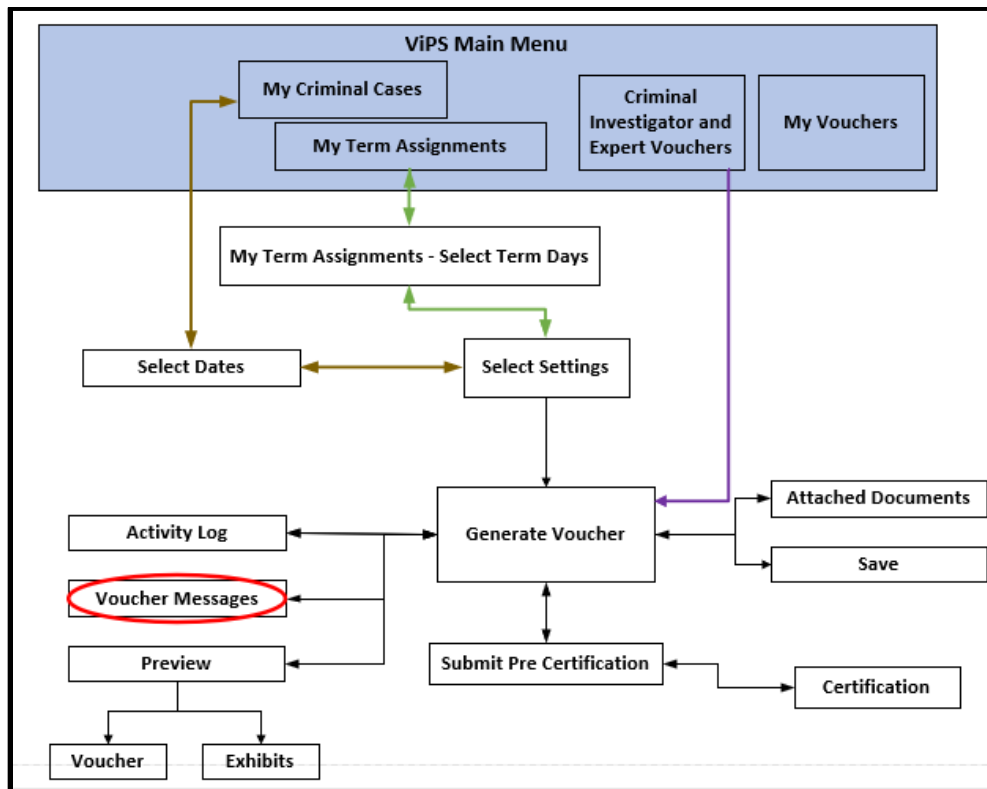 ViPS Main Menu
My Criminal Cases
My Term Assignments
Criminal
Investigator and
Expert Vouchers
My Vouchers
My Term Assignments - Select Term Days
Select Dates
Select Settings
Generate Voucher
Attached Documents
Save
Activity Log
Voucher Messages
Preview
Voucher
Exhibits
Submit Pre Certification
Certification